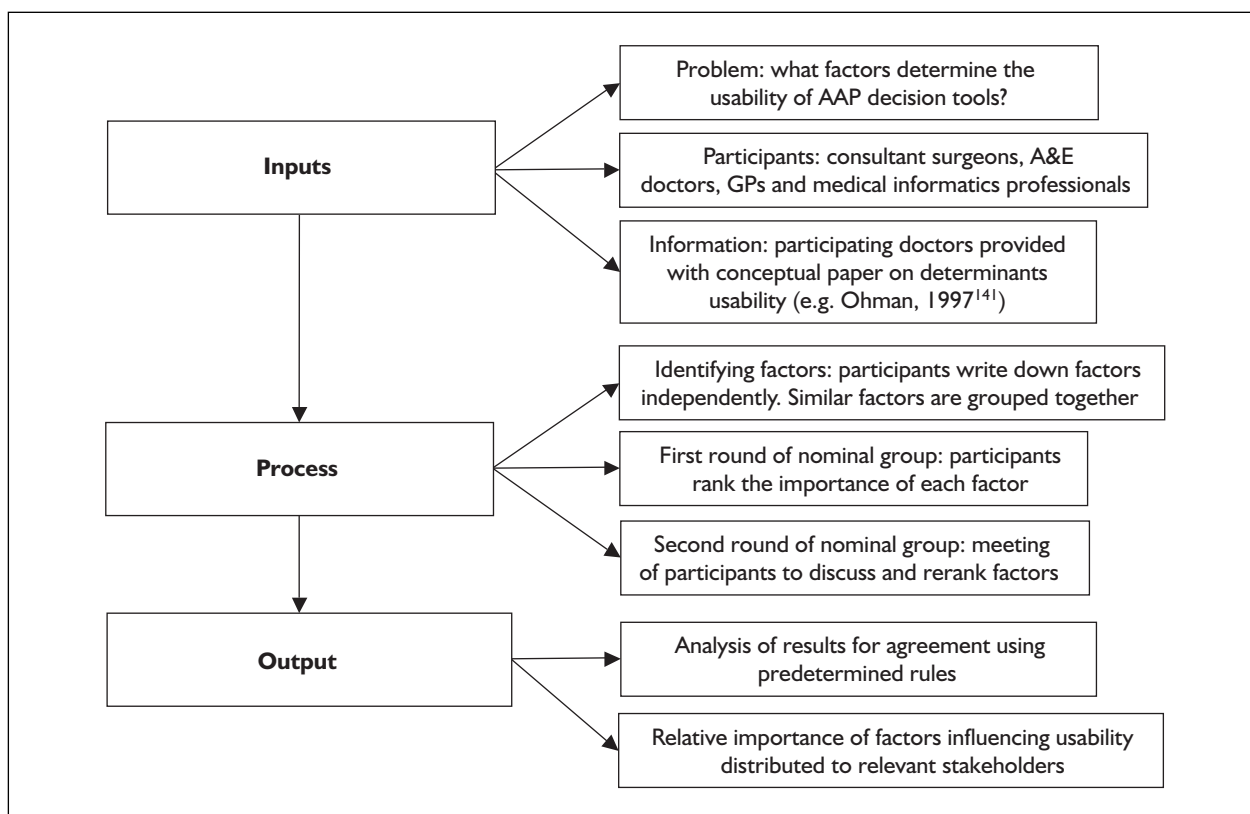 Problem: what factors determine the
usability of AAP decision tools?
Inputs
Participants: consultant surgeons, A&E
doctors, GPs and medical informatics professionals
Information: participating doctors provided
with conceptual paper on determinants
usability (e.g. Ohman, 1997¹⁴¹)
Identifying factors: participants write down factors
independently. Similar factors are grouped together
Process
First round of nominal group: participants
rank the importance of each factor
Second round of nominal group: meeting
of participants to discuss and rerank factors
Output
Analysis of results for agreement using
predetermined rules
Relative importance of factors influencing usability
distributed to relevant stakeholders